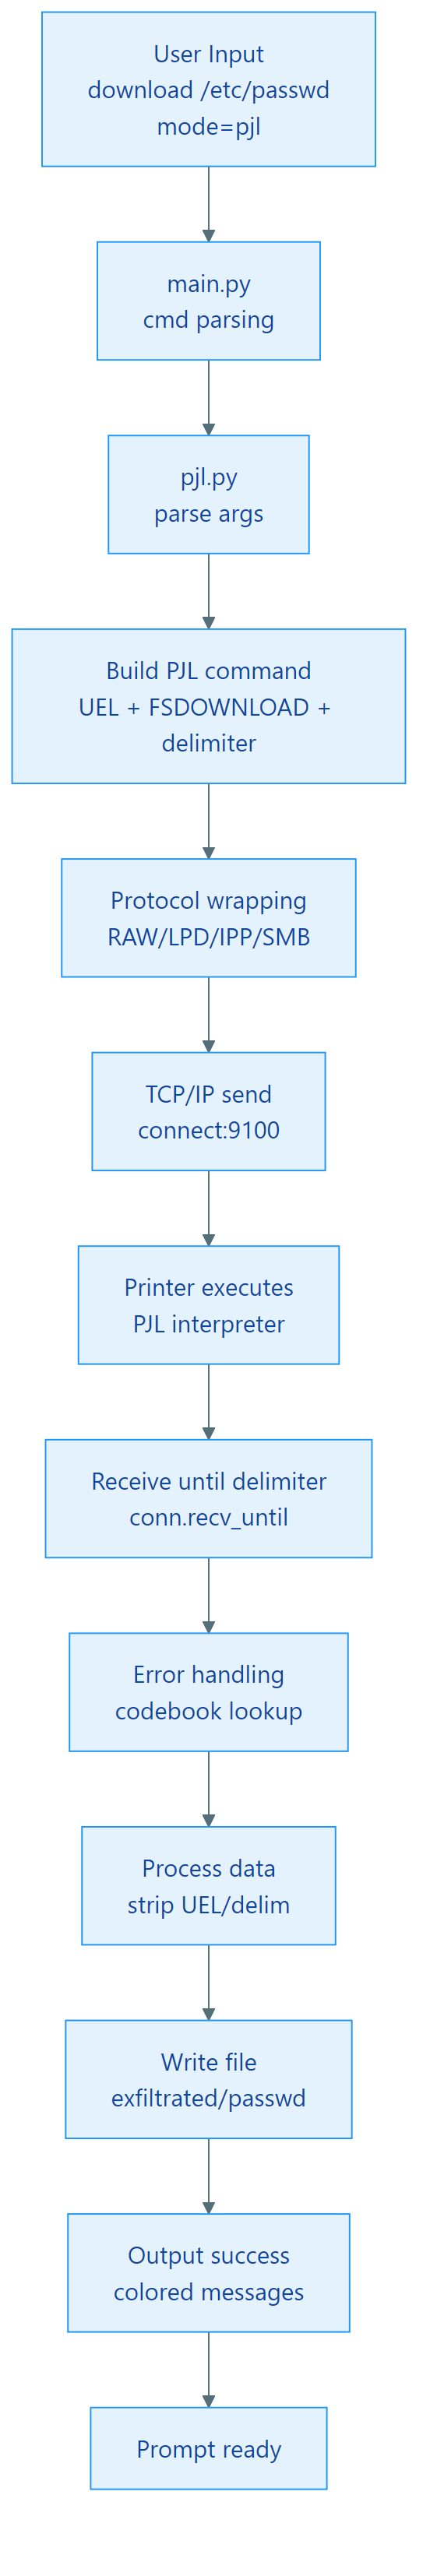 User Input
download /etc/passwd
mode=pjl
main.py
cmd parsing
pjl.py
parse args
Build PJL command
UEL + FSDOWNLOAD +
delimiter
Protocol wrapping
RAW/LPD/IPP/SMB
TCP/IP send
connect:9100
Printer executes
PJL interpreter
Receive until delimiter
conn.recv_until
Error handling
codebook lookup
Process data
strip UEL/delim
Write file
exfiltrated/passwd
Output success
colored messages
Prompt ready